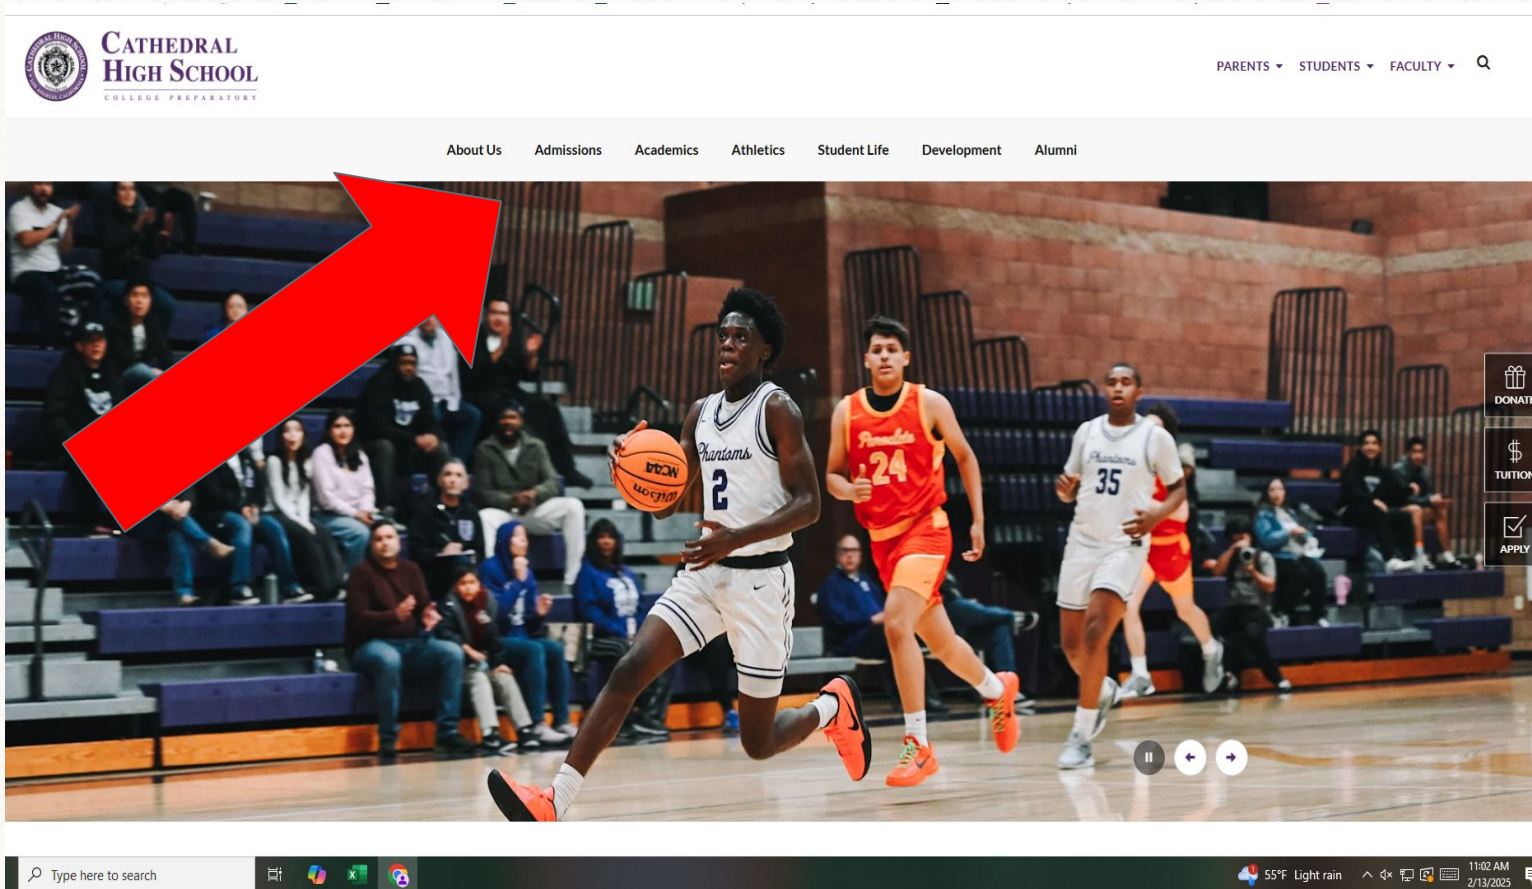 CATHEDRAL
HIGH SCHOOL
COLLEGE PREPARATORY
PARENTS STUDENTS FACULTY
About Us Admissions Academics Athletics Student Life Development Alumni
DONATE
TUITION
APPLY
Phantoms
2
24
Phantoms
35
Wilson
NCAA
Type here to search
55°F Light rain
11:02 AM
2/13/2025